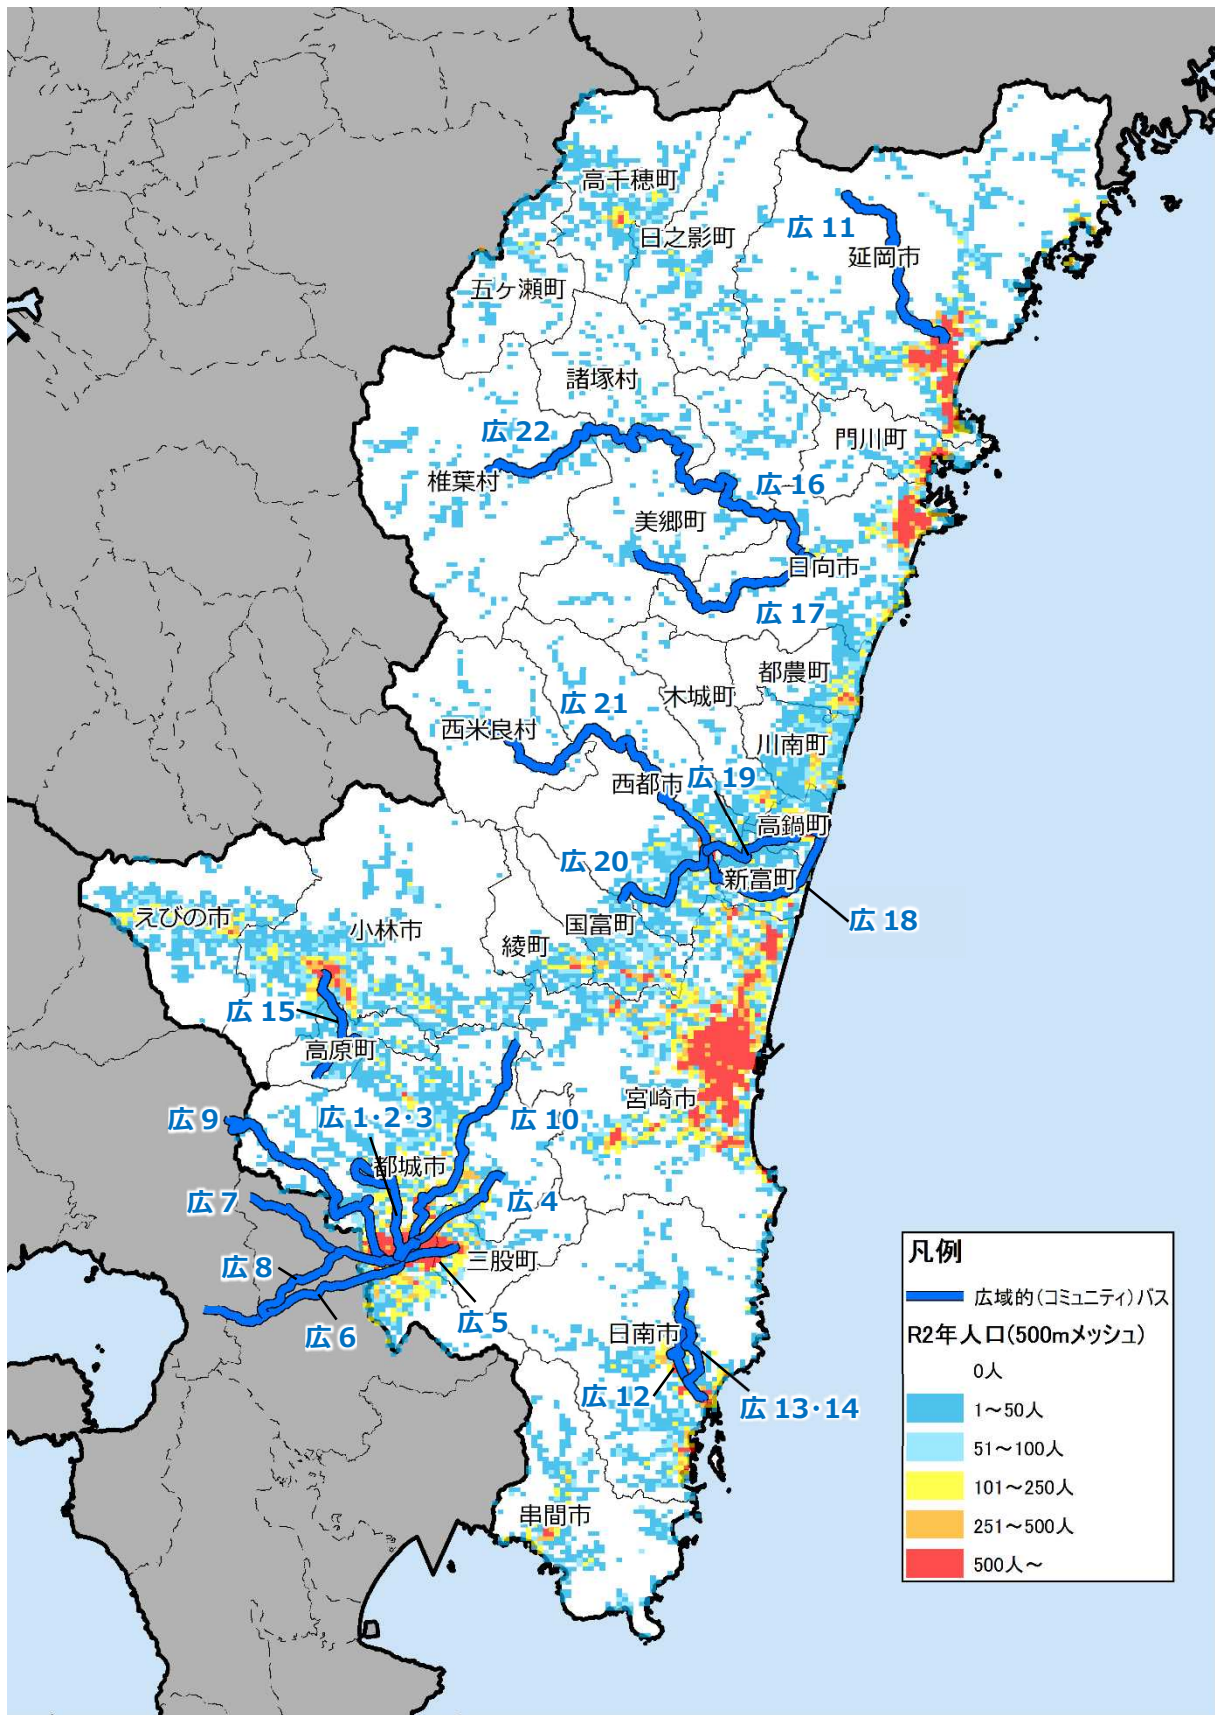 高千穂町
日之影町
広 11
延岡市
五ケ瀬町
諸塚村
門川町
広 22
椎葉村
広 16
美郷町
日向市
広 17
都農町
木城町
広 21
西米良村
川南町
西都市
広 19
高鍋町
広 20
新富町
えびの市
小林市
綾町
国富町
広 18
広 15
高原町
宮崎市
広 9
広 1・2・3
広 10
都城市
広 7
広 4
広 8
三股町
広 6
広 5
日南市
広 12
広 13・14
串間市
凡例
広域的(コミュニティ)バス
R2年人口(500mメッシュ)
0人
1~50人
51~100人
101~250人
251~500人
500人~